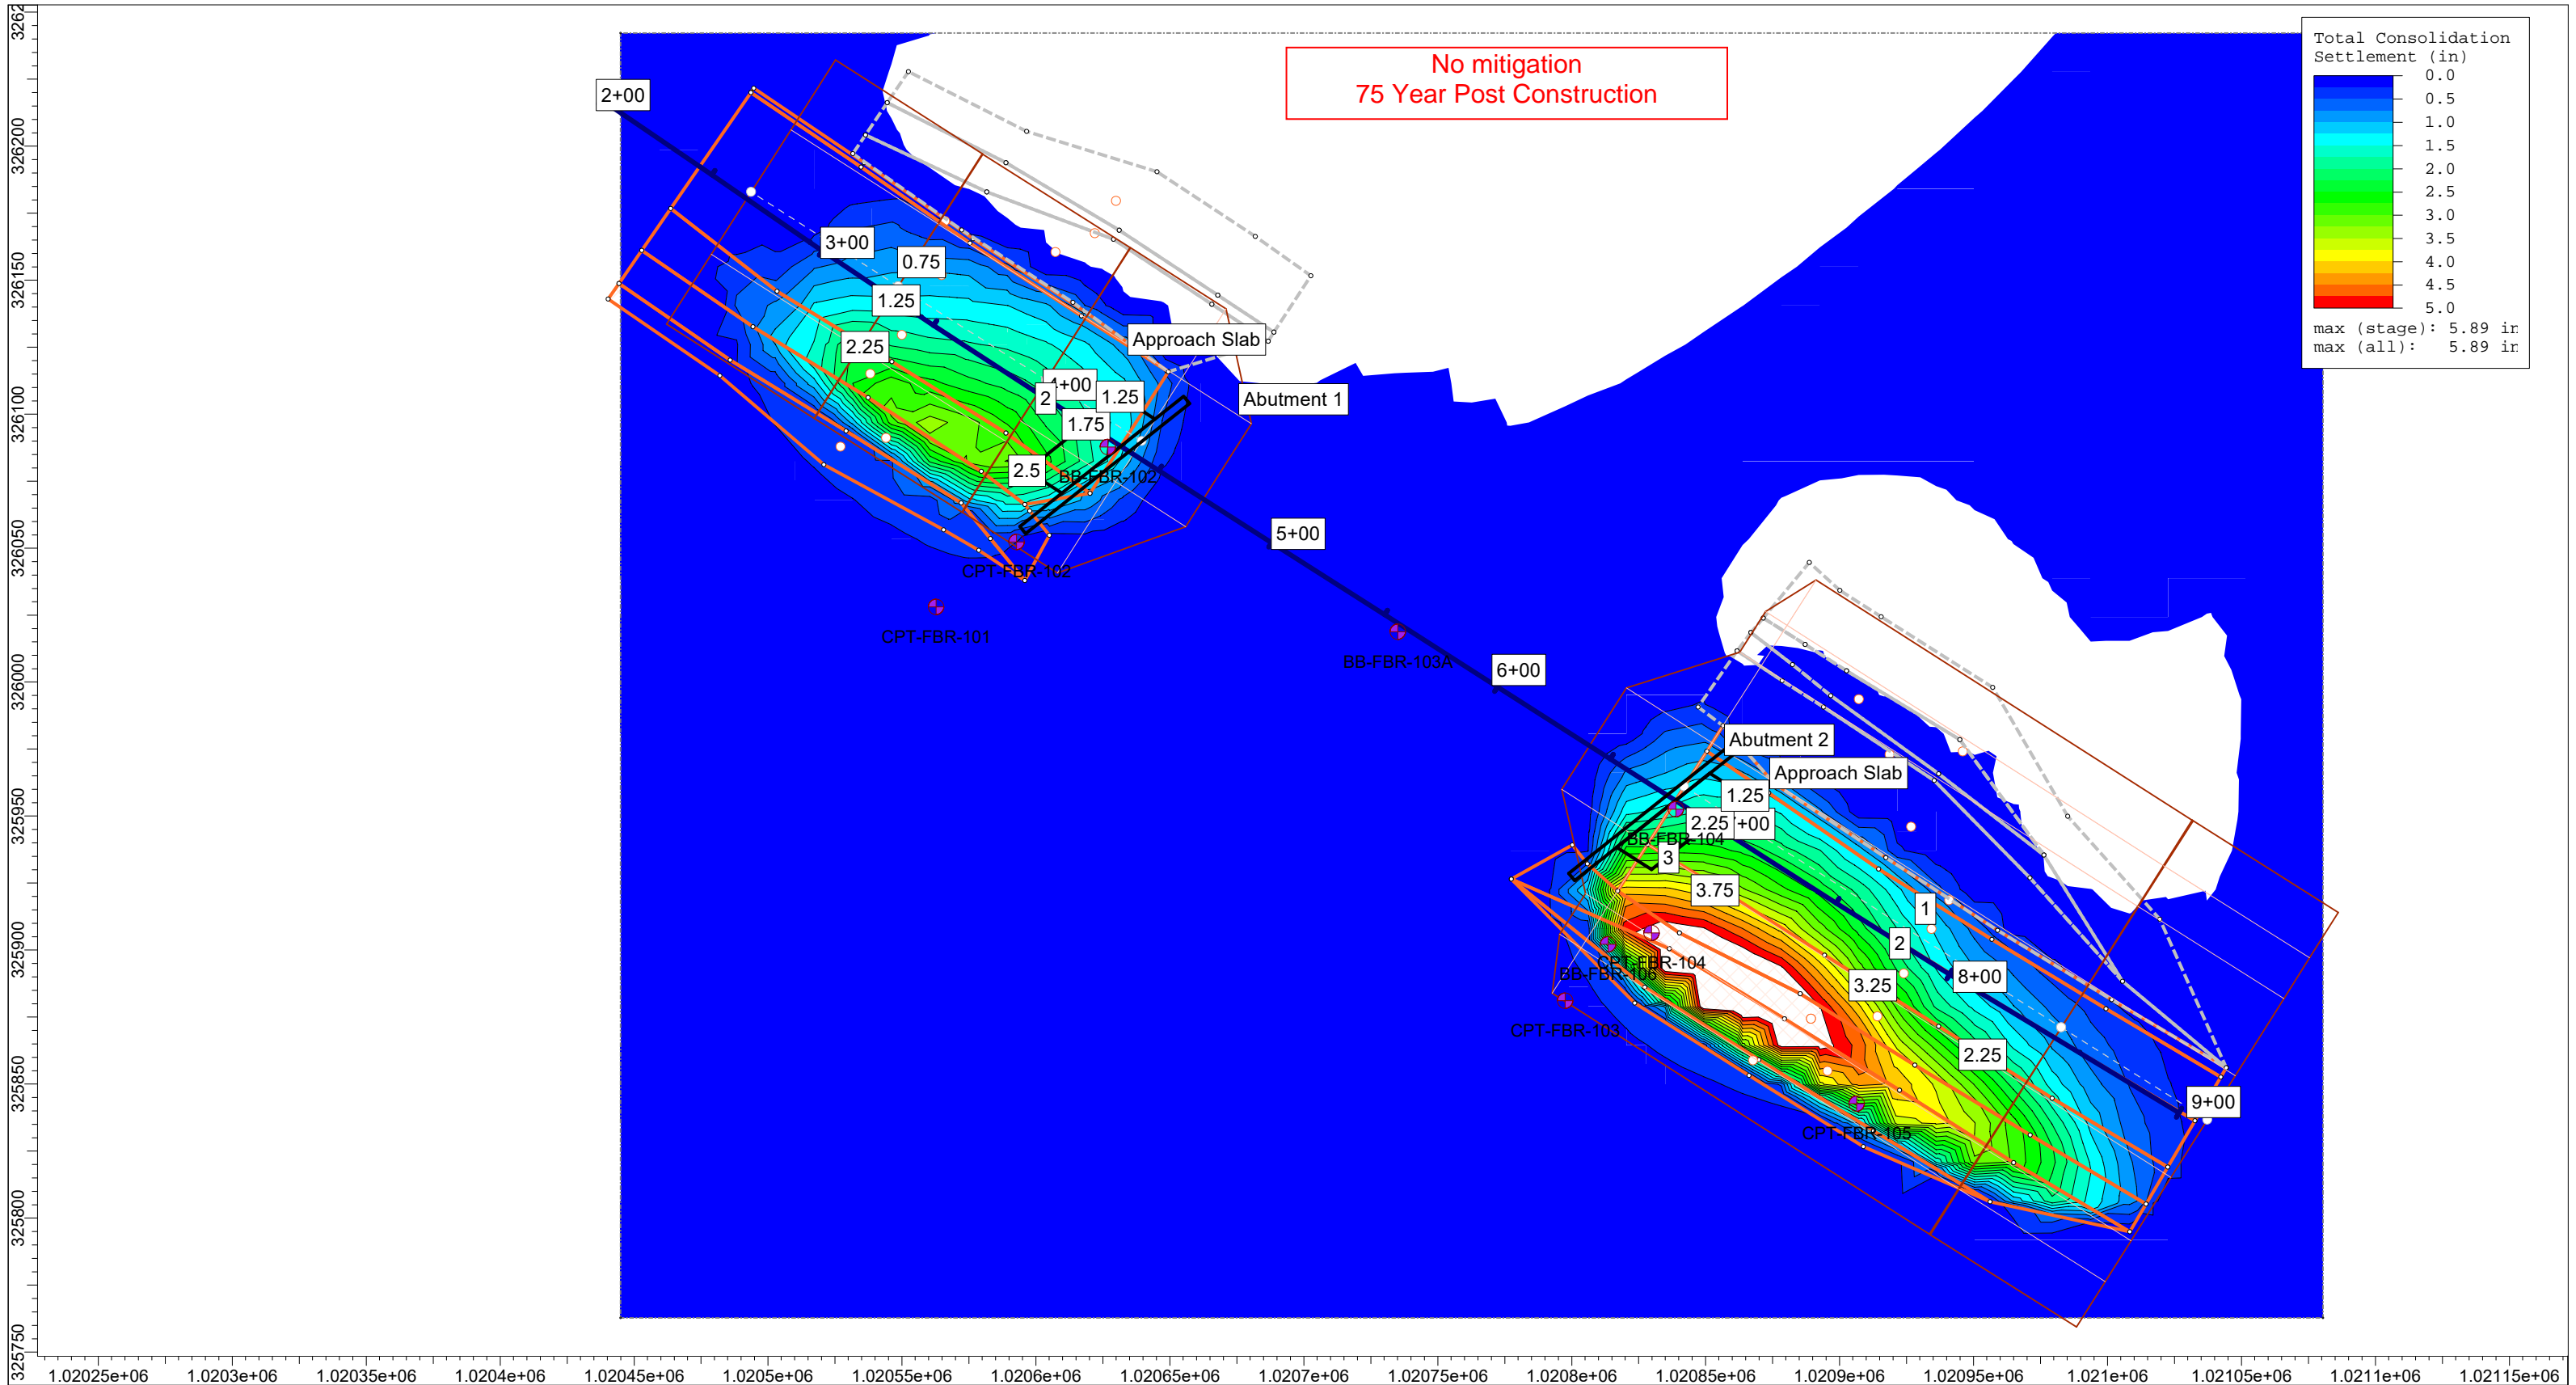 No mitigation
75 Year Post Construction
Total Consolidation
Settlement (in)
0.0
0.5
1.0
1.5
2.0
2.5
3.0
3.5
4.0
4.5
5.0
max (stage): 5.89 in
max (all): 5.89 in
2+00
3+00
0.75
1.25
2.25
Approach Slab
4+00
2
1.25
Abutment 1
1.75
2.5
BB-FBR-102
CPT-FBR-102
CPT-FBR-101
5+00
BB-FBR-103A
6+00
Abutment 2
Approach Slab
1.25
2.25
+00
BB-FBR-104
3
3.75
1
2
CPT-FBR-104
BB-FBR-106
8+00
3.25
CPT-FBR-103
2.25
9+00
CPT-FBR-105
326200
326150
326100
326050
326000
325950
325900
325850
325800
325750
1.02025e+06
1.0203e+06
1.02035e+06
1.0204e+06
1.02045e+06
1.0205e+06
1.02055e+06
1.0206e+06
1.02065e+06
1.0207e+06
1.02075e+06
1.0208e+06
1.02085e+06
1.0209e+06
1.02095e+06
1.021e+06
1.02105e+06
1.0211e+06
1.02115e+06